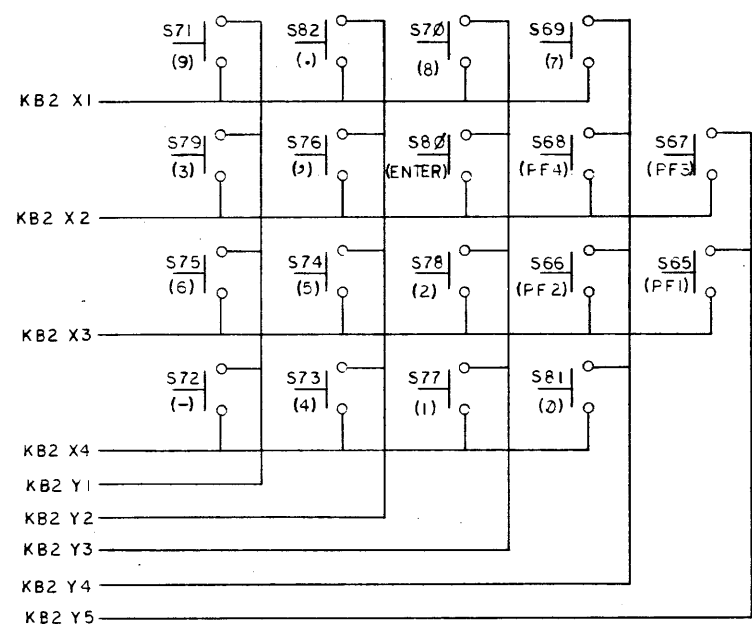 S71 S82 S7Ø S69
(9) (.) (8) (7)
KB2 X1
S79 S76 S8Ø S68 S67
(3) (,) (ENTER) (PF4) (PF3)
KB2 X2
S75 S74 S78 S66 S65
(6) (5) (2) (PF2) (PF1)
KB2 X3
S72 S73 S77 S81
(-) (4) (1) (Ø)
KB2 X4
KB2 Y1
KB2 Y2
KB2 Y3
KB2 Y4
KB2 Y5